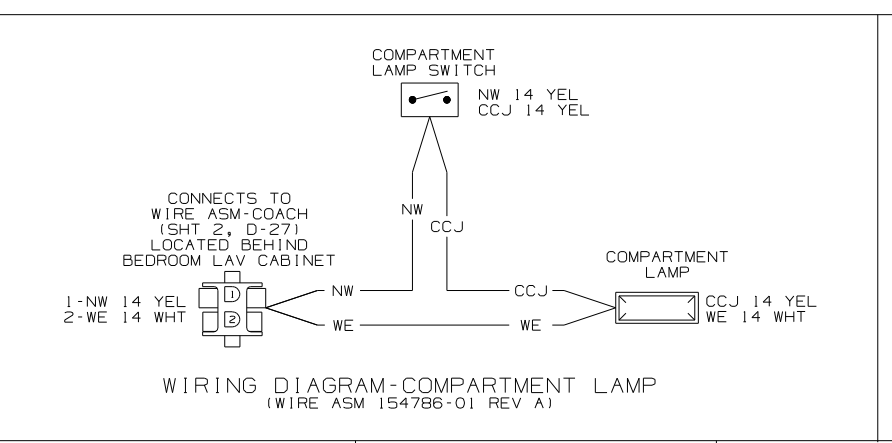 COMPARTMENT
LAMP SWITCH
NW 14 YEL
CCJ 14 YEL
CONNECTS TO
WIRE ASM-COACH
(SHT 2, D-27)
LOCATED BEHIND
BEDROOM LAV CABINET
NW
CCJ
COMPARTMENT
LAMP
1-NW 14 YEL
2-WE 14 WHT
1
2
NW
CCJ
WE
WE
CCJ 14 YEL
WE 14 WHT
WIRING DIAGRAM-COMPARTMENT LAMP
(WIRE ASM 154786-01 REV A)